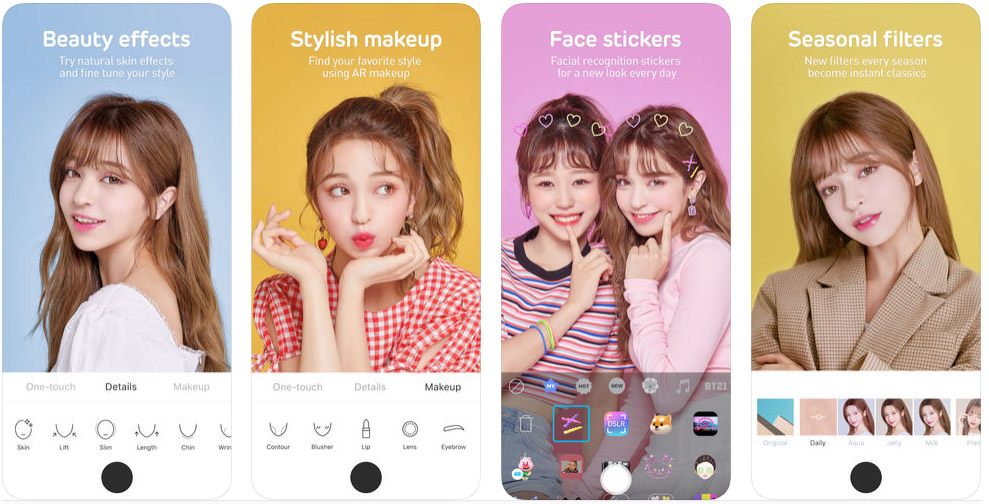 Beauty effects
Try natural skin effects
and fine tune your style
One-touch Details Makeup
Skin Lift Slim Length Chin Wrin
Stylish makeup
Find your favorite style
using AR makeup
One-touch Details Makeup
Contour Blusher Lip Lens Eyebrow
Face stickers
Facial recognition stickers
for a new look every day
MY HOT NEW BT21
DSLR
AR
Seasonal filters
New filters every season
become instant classics
Original Daily Aqua Jelly Milk Plain